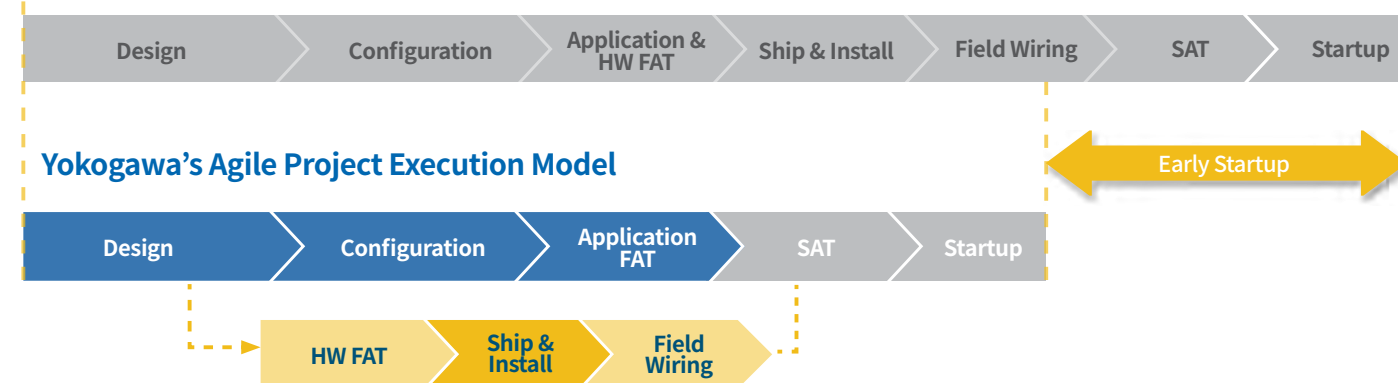 Design
Configuration
Application &
HW FAT
Ship & Install
Field Wiring
SAT
Startup
Yokogawa’s Agile Project Execution Model
Early Startup
Design
Configuration
Application
FAT
SAT
Startup
HW FAT
Ship &
Install
Field
Wiring